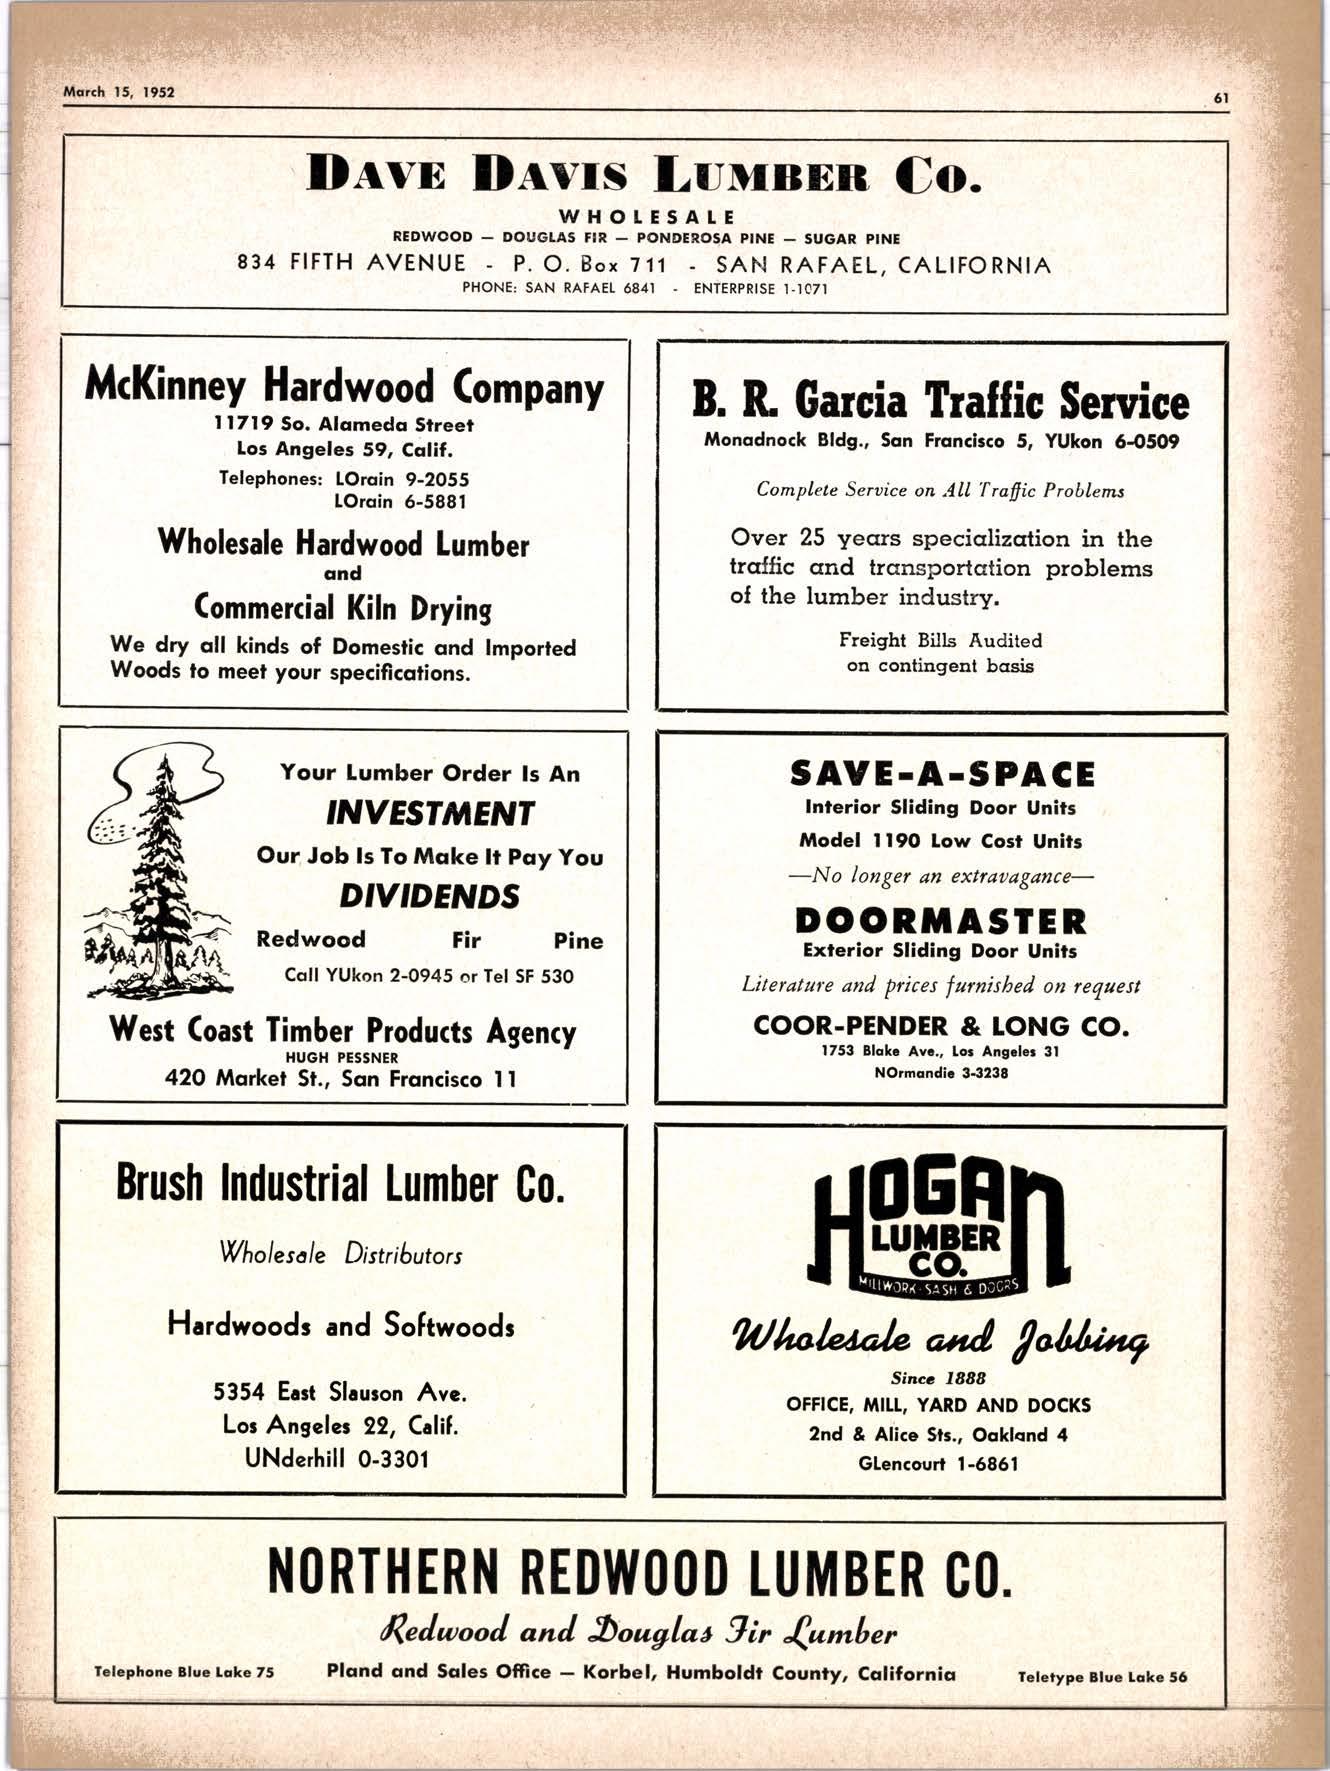 March 15, 1952
61
DAVE DAVIS LUMBER CO.
WHOLESALE
REDWOOD — DOUGLAS FIR — PONDEROSA PINE — SUGAR PINE
834 FIFTH AVENUE - P. O. Box 711 - SAN RAFAEL, CALIFORNIA
PHONE: SAN RAFAEL 6841 - ENTERPRISE 1-1071
McKinney Hardwood Company
11719 So. Alameda Street
Los Angeles 59, Calif.
Telephones: LOrain 9-2055
LOrain 6-5881
Wholesale Hardwood Lumber
and
Commercial Kiln Drying
We dry all kinds of Domestic and Imported
Woods to meet your specifications.
B. R. Garcia Traffic Service
Monadnock Bldg., San Francisco 5, YUkon 6-0509
Complete Service on All Traffic Problems
Over 25 years specialization in the
traffic and transportation problems
of the lumber industry.
Freight Bills Audited
on contingent basis
Your Lumber Order Is An
INVESTMENT
Our Job Is To Make It Pay You
DIVIDENDS
Redwood Fir Pine
Call YUkon 2-0945 or Tel SF 530
West Coast Timber Products Agency
HUGH PESSNER
420 Market St., San Francisco 11
SAVE-A-SPACE
Interior Sliding Door Units
Model 1190 Low Cost Units
—No longer an extravagance—
DOORMASTER
Exterior Sliding Door Units
Literature and prices furnished on request
COOR-PENDER & LONG CO.
1753 Blake Ave., Los Angeles 31
NOrmandie 3-3238
Brush Industrial Lumber Co.
Wholesale Distributors
Hardwoods and Softwoods
5354 East Slauson Ave.
Los Angeles 22, Calif.
UNderhill 0-3301
HOGAN
LUMBER
CO.
MILLWORK · SASH & DOORS
Wholesale and Jobbing
Since 1888
OFFICE, MILL, YARD AND DOCKS
2nd & Alice Sts., Oakland 4
GLencourt 1-6861
NORTHERN REDWOOD LUMBER CO.
Redwood and Douglas Fir Lumber
Telephone Blue Lake 75 Pland and Sales Office — Korbel, Humboldt County, California Teletype Blue Lake 56